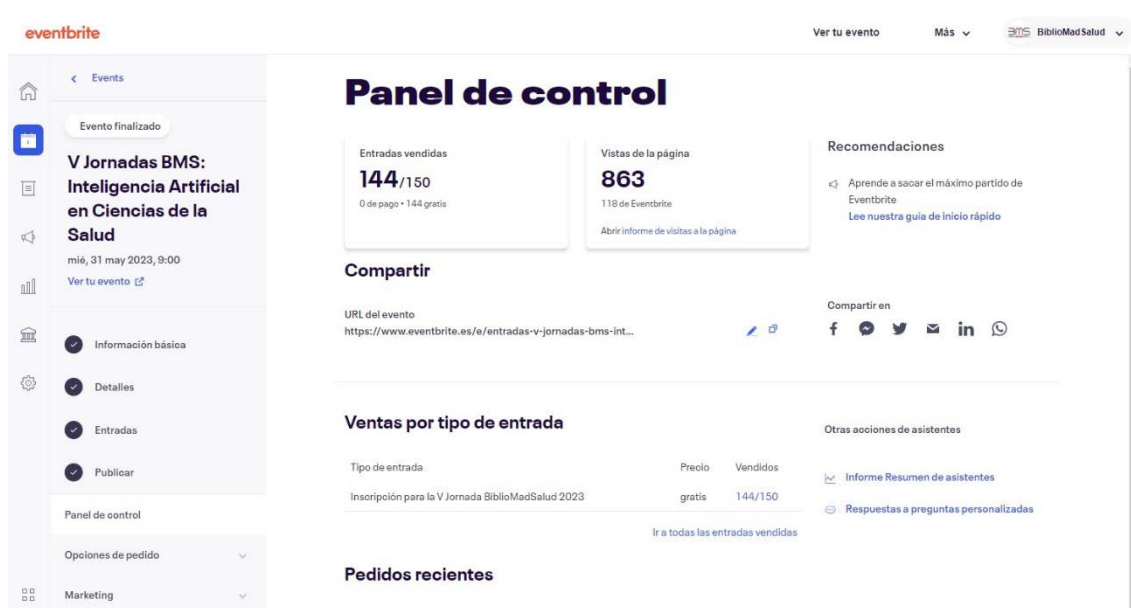 eventbrite
Ver tu evento
Más
BMS
BiblioMadSalud
Events
Evento finalizado
V Jornadas BMS:
Inteligencia Artificial
en Ciencias de la
Salud
mié, 31 may 2023, 9:00
Ver tu evento
Información básica
Detalles
Entradas
Publicar
Panel de control
Opciones de pedido
Marketing
Panel de control
Entradas vendidas
144/150
0 de pago • 144 gratis
Vistas de la página
863
118 de Eventbrite
Abrir informe de visitas a la página
Recomendaciones
Aprende a sacar el máximo partido de
Eventbrite
Lee nuestra guía de inicio rápido
Compartir
URL del evento
https://www.eventbrite.es/e/entradas-v-jornadas-bms-int...
Compartir en
Ventas por tipo de entrada
Tipo de entrada Precio Vendidos
Inscripción para la V Jornada BiblioMadSalud 2023 gratis 144/150
Ir a todas las entradas vendidas
Otras acciones de asistentes
Informe Resumen de asistentes
Respuestas a preguntas personalizadas
Pedidos recientes